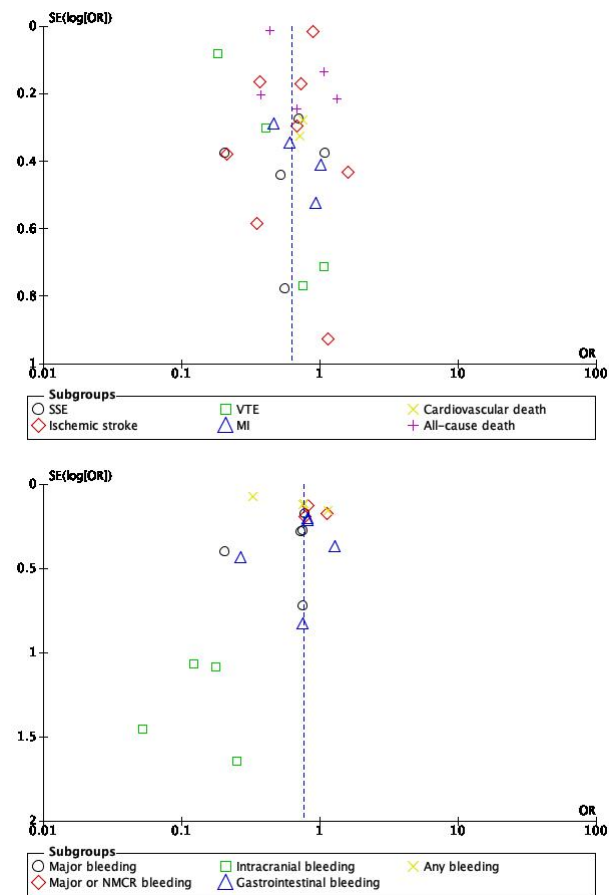 SE(log[OR])
0
0.2
0.4
0.6
0.8
1
OR
0.01 0.1 1 10 100
Subgroups
SSE VTE Cardiovascular death
Ischemic stroke MI All-cause death
SE(log[OR])
0
0.5
1
1.5
2
OR
0.01 0.1 1 10 100
Subgroups
Major bleeding Intracranial bleeding Any bleeding
Major or NMCR bleeding Gastrointestinal bleeding